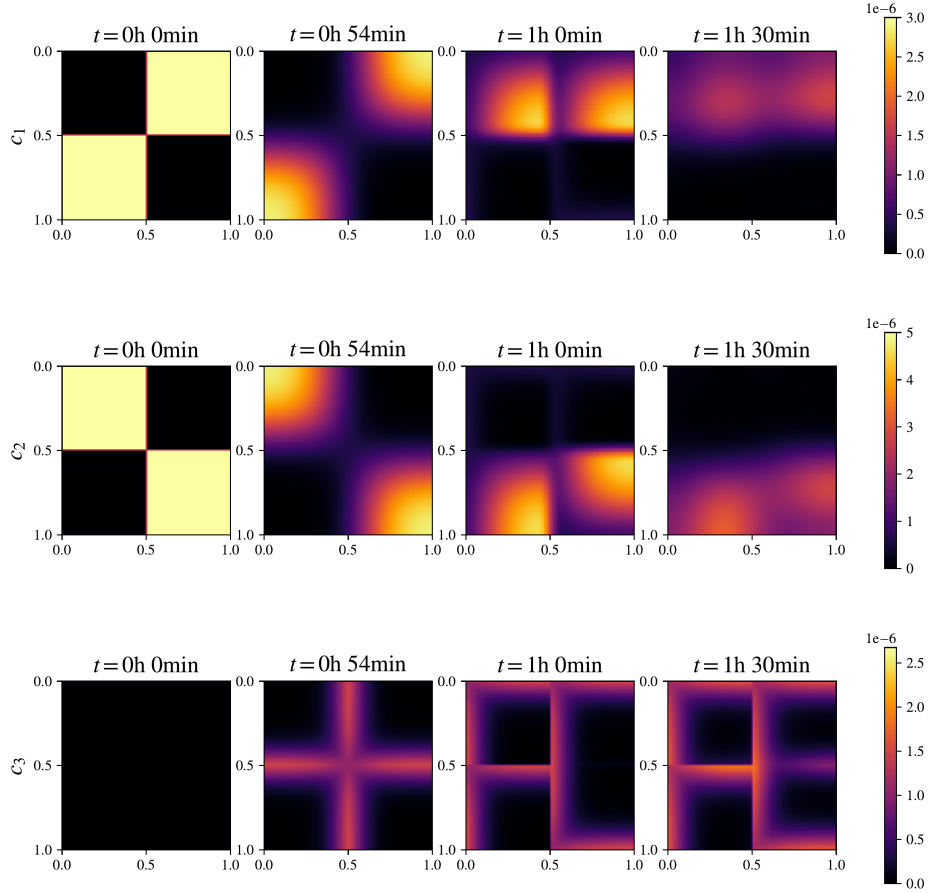 1e−6
t = 0h 0min t = 0h 54min t = 1h 0min t = 1h 30min 3.0
0.0 0.0 0.0 0.0
2.5
2.0
c₁ 0.5 0.5 0.5 0.5 1.5
1.0
0.5
1.0 1.0 1.0 1.0
0.0 0.5 1.0 0.0 0.5 1.0 0.0 0.5 1.0 0.0 0.5 1.0
0.0
1e−6
t = 0h 0min t = 0h 54min t = 1h 0min t = 1h 30min 5
0.0 0.0 0.0 0.0
4
3
c₂ 0.5 0.5 0.5 0.5
2
1
1.0 1.0 1.0 1.0
0.0 0.5 1.0 0.0 0.5 1.0 0.0 0.5 1.0 0.0 0.5 1.0
0
1e−6
t = 0h 0min t = 0h 54min t = 1h 0min t = 1h 30min
2.5
0.0 0.0 0.0 0.0
2.0
c₃ 0.5 0.5 0.5 0.5
1.5
1.0
0.5
1.0 1.0 1.0 1.0
0.0 0.5 1.0 0.0 0.5 1.0 0.0 0.5 1.0 0.0 0.5 1.0
0.0